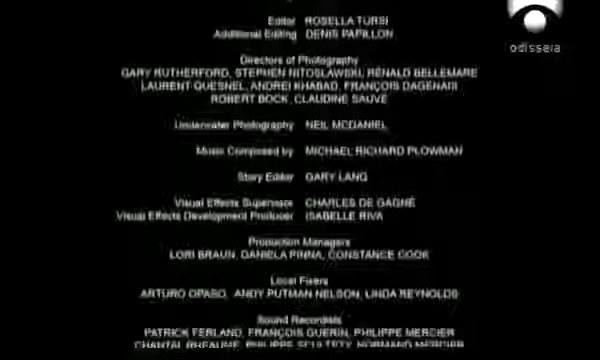 odisseia
Editor ROSELLA TURSI
Additional Editing DENIS PAPILLON
Directors of Photography
GARY RUTHERFORD, STEPHEN NITOSLAWSKI, RENALD BELLEMARE
LAURENT QUESNEL, ANDREI KHABAD, FRANÇOIS DAGENAIS
ROBERT BOCK, CLAUDINE SAUVÉ
Underwater Photography NEIL MCDANIEL
Music Composed by MICHAEL RICHARD PLOWMAN
Story Editor GARY LANG
Visual Effects Supervisor CHARLES DE GAGNÉ
Visual Effects Development Producer ISABELLE RIVA
Production Managers
LORI BRAUN, DANIELA PINNA, CONSTANCE COOK
Local Fixers
ARTURO OPASO, ANDY PUTMAN NELSON, LINDA REYNOLDS
Sound Recordists
PATRICK FERLAND, FRANÇOIS GUERIN, PHILIPPE MERCIER
CHANTAL PHILIPPE NORMAND MERCIER